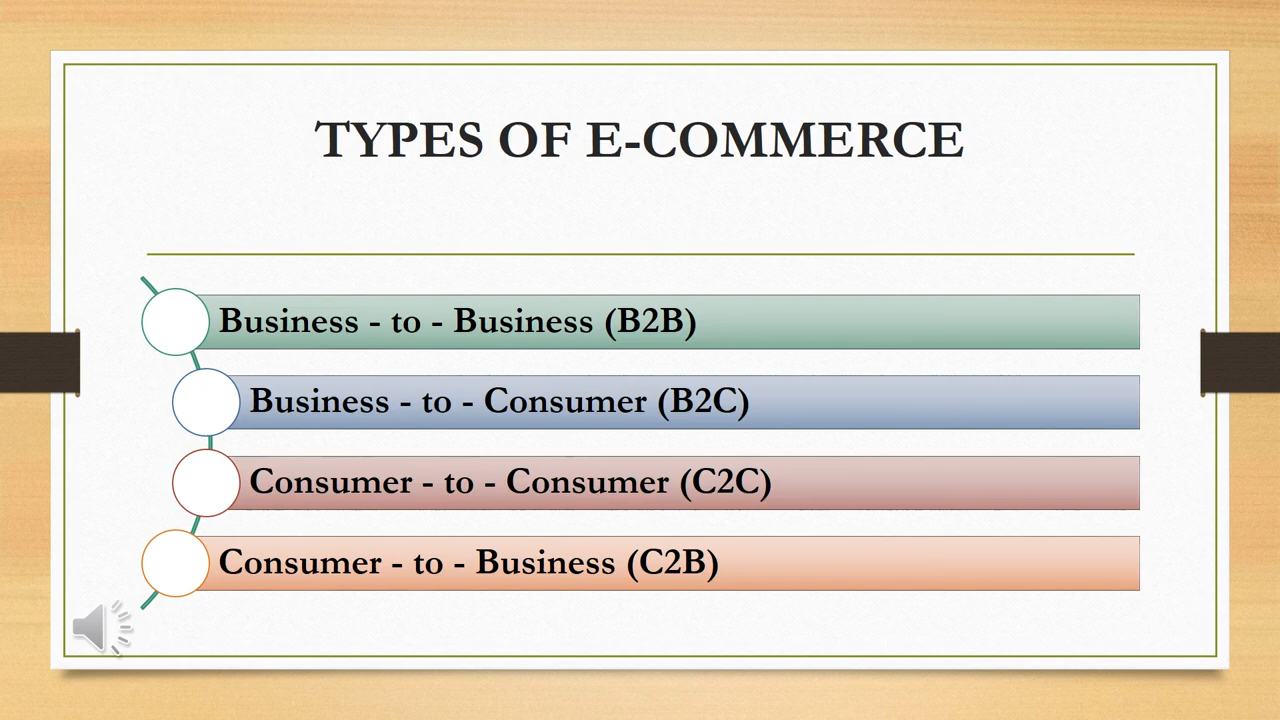 TYPES OF E-COMMERCE
Business - to - Business (B2B)
Business - to - Consumer (B2C)
Consumer - to - Consumer (C2C)
Consumer - to - Business (C2B)